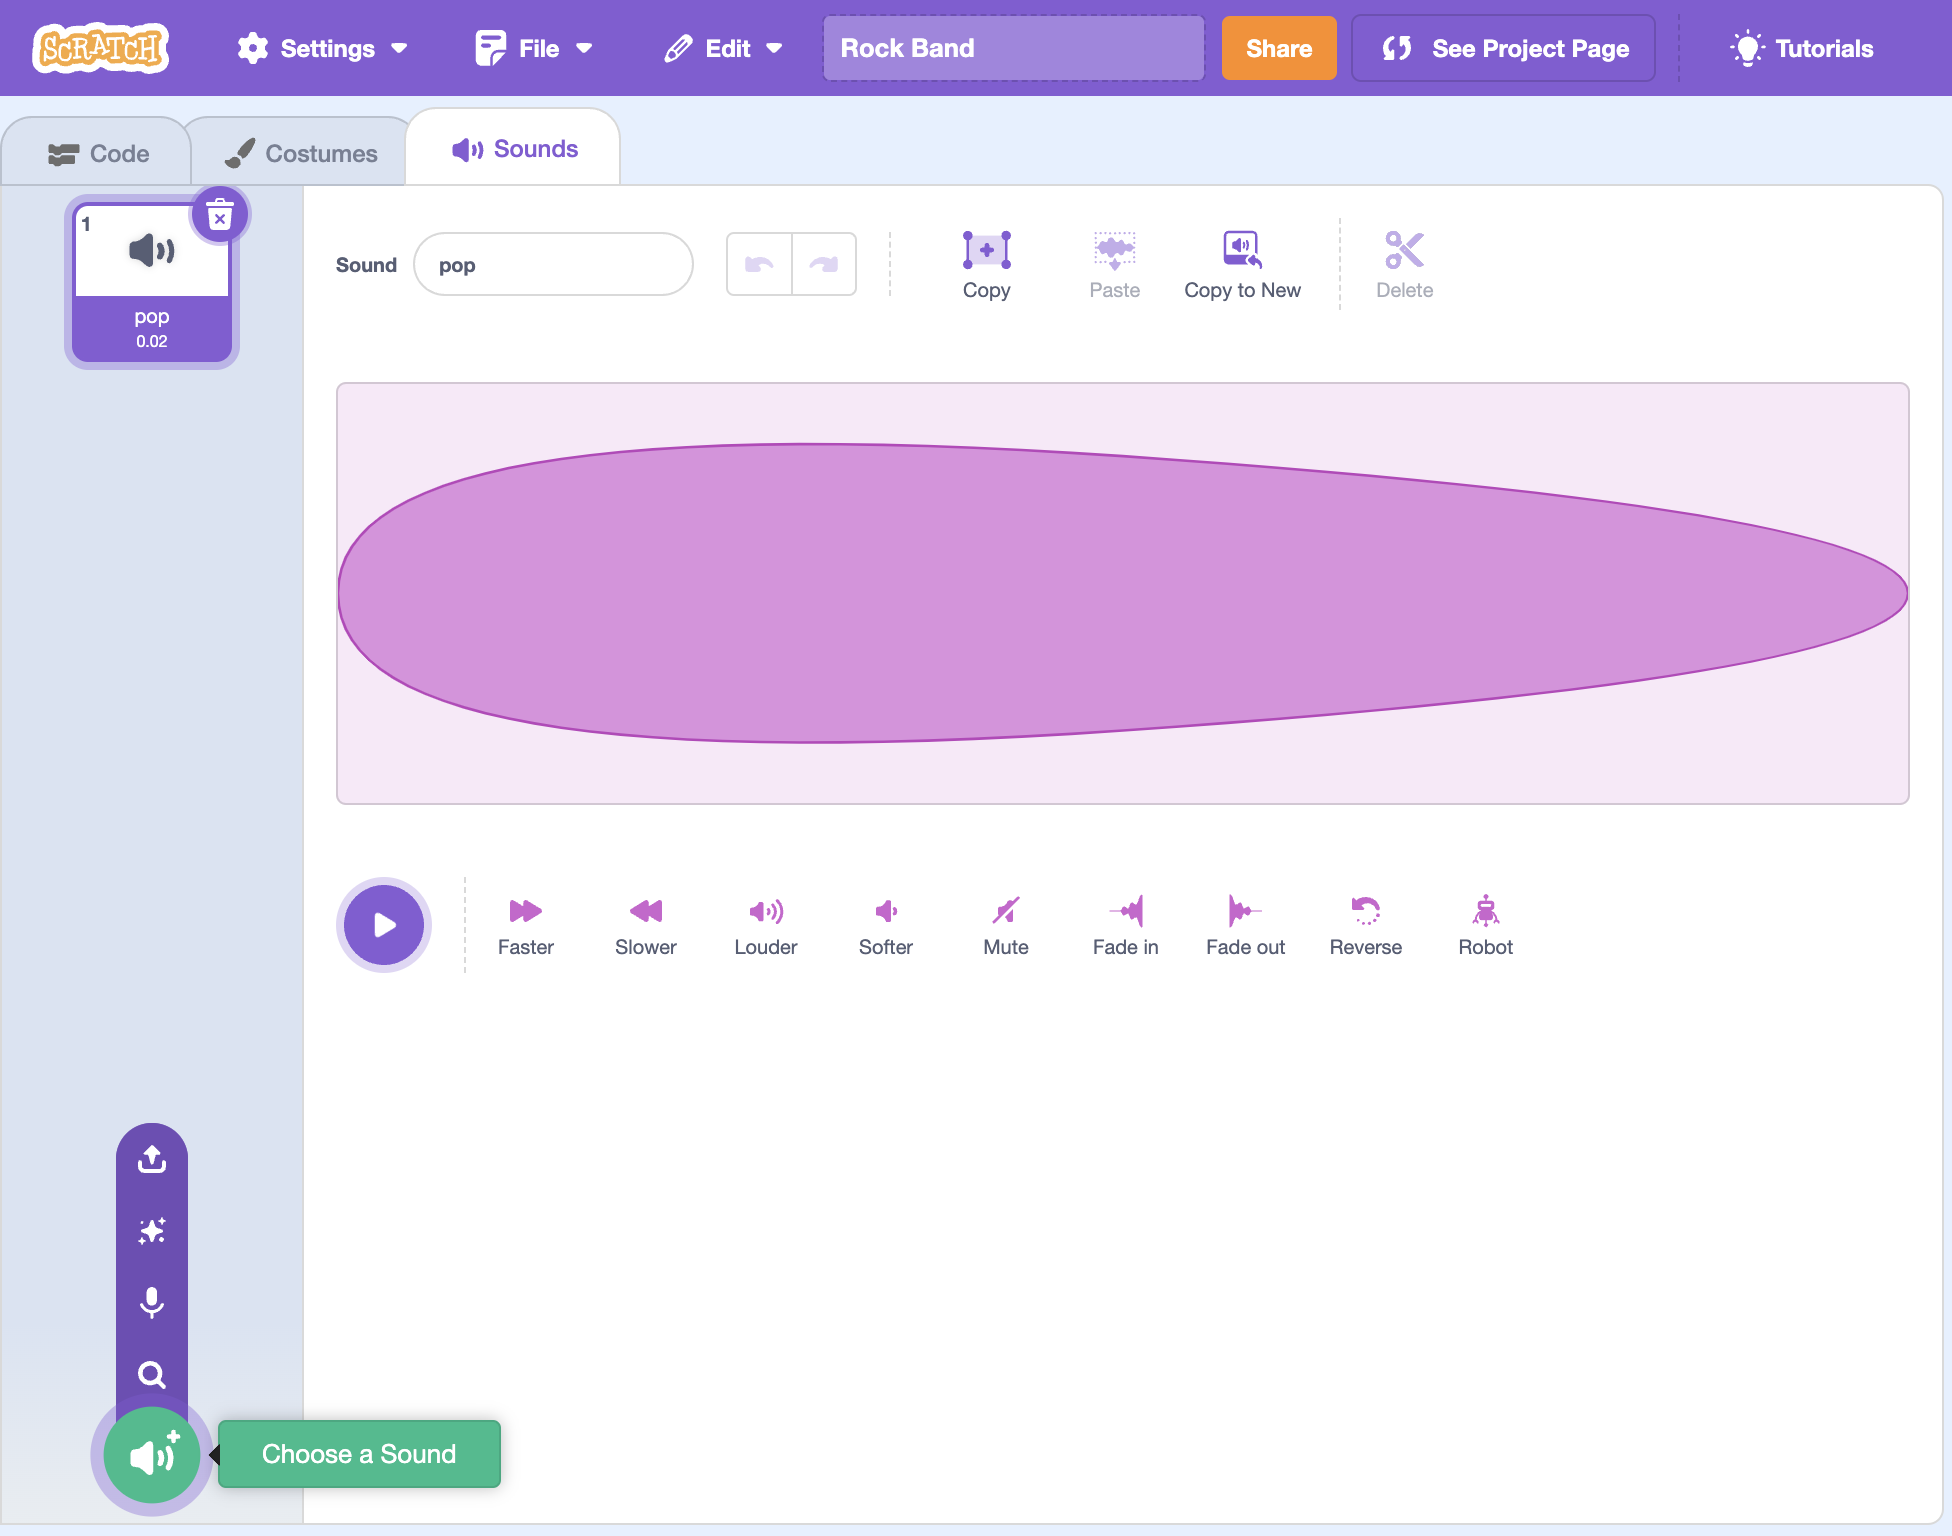 SCRATCH Settings File Edit Rock Band Share See Project Page Tutorials
Code Costumes Sounds
1
pop
0.02
Sound pop Copy Paste Copy to New Delete
Faster Slower Louder Softer Mute Fade in Fade out Reverse Robot
Choose a Sound